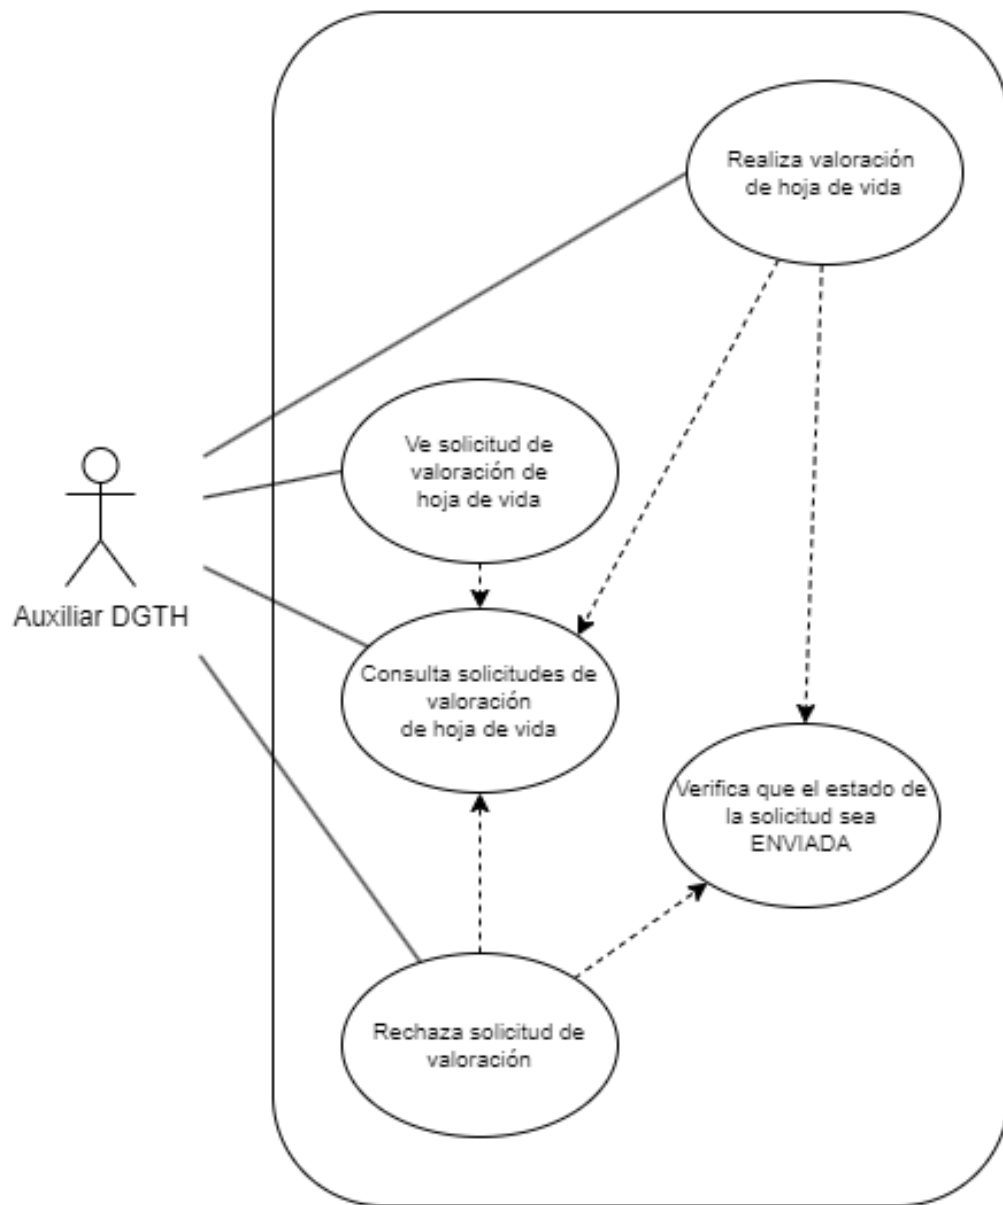 Realiza valoración
de hoja de vida
Ve solicitud de
valoración de
hoja de vida
Auxiliar DGTH
Consulta solicitudes de
valoración
de hoja de vida
Verifica que el estado de
la solicitud sea
ENVIADA
Rechaza solicitud de
valoración